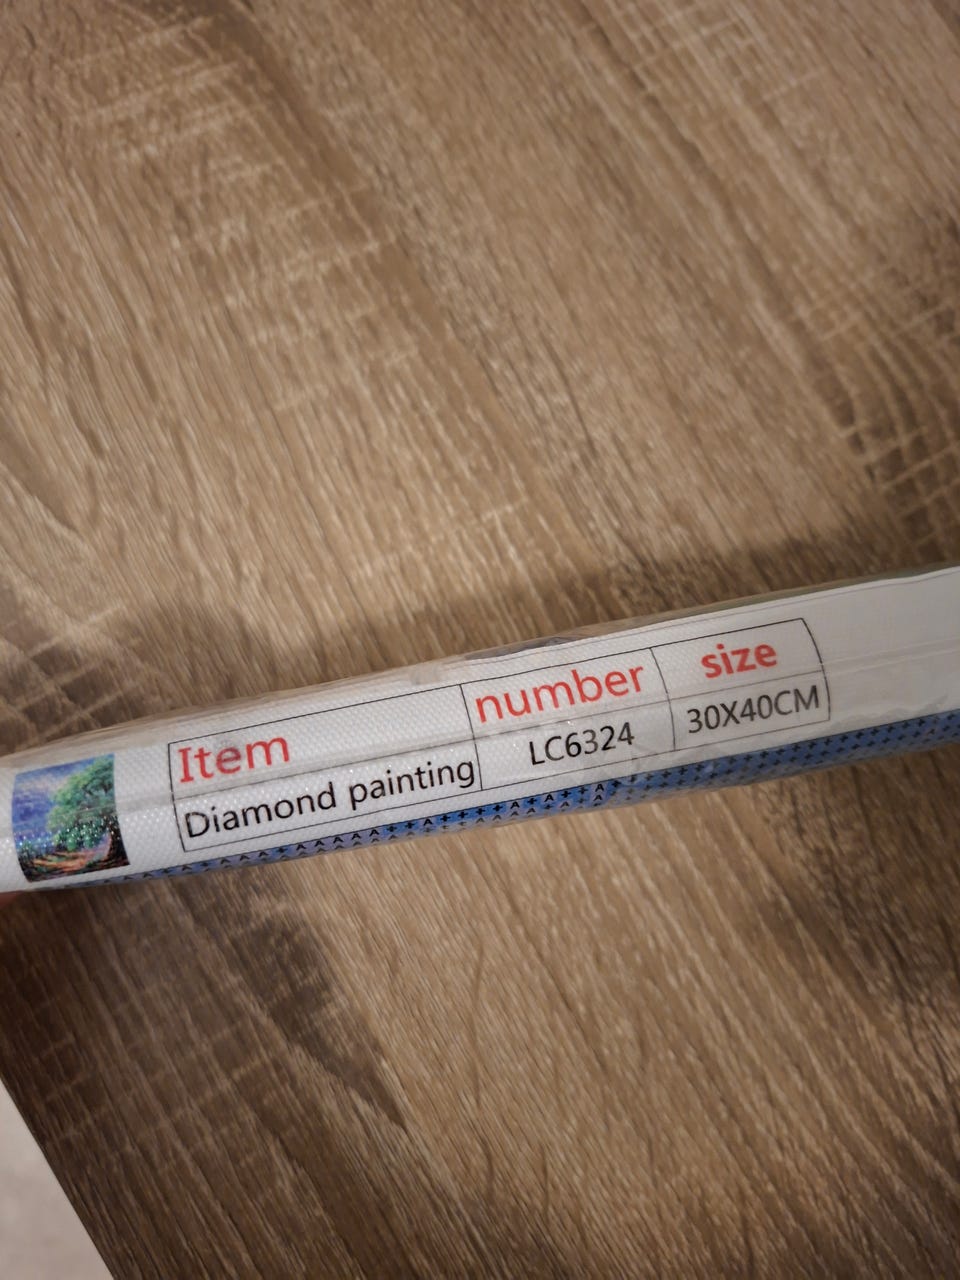 Item number size
Diamond painting LC6324 30X40CM